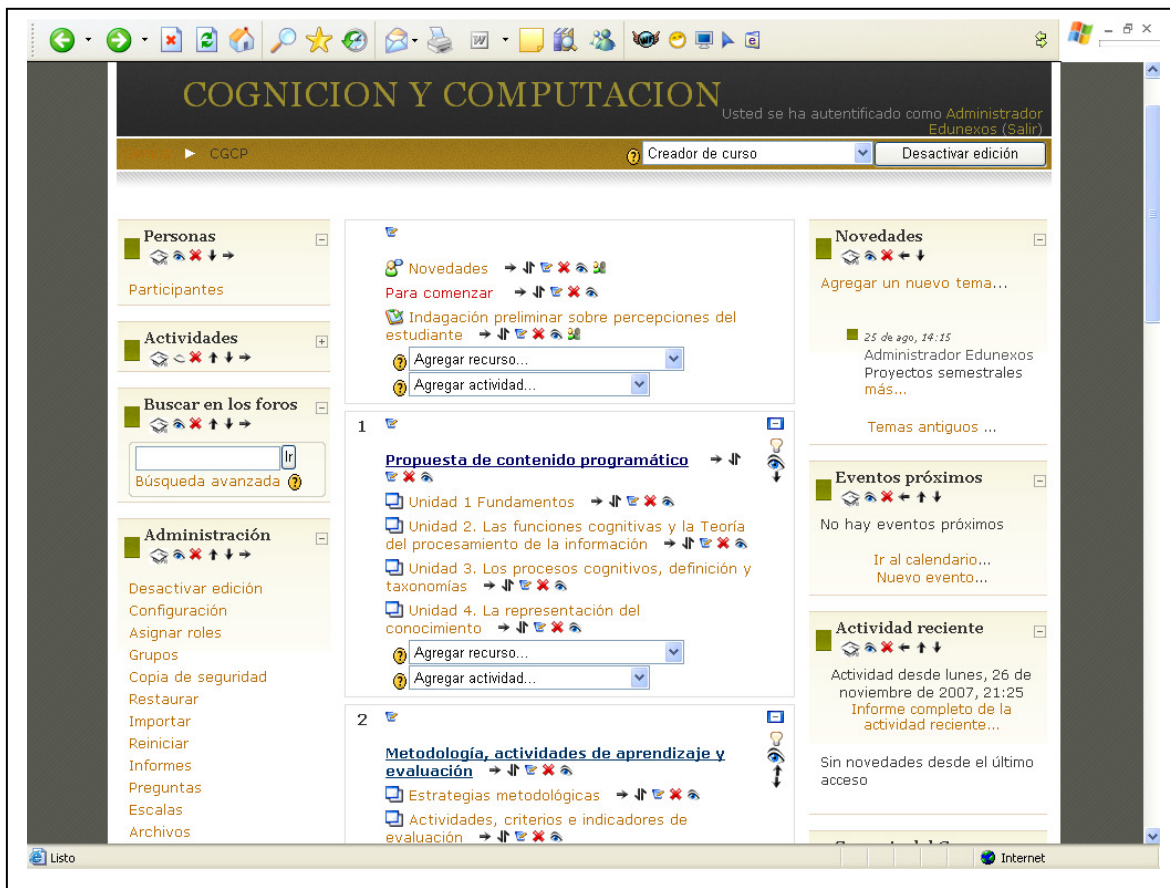 COGNICION Y COMPUTACION
Usted se ha autentificado como Administrador
Edunexos (Salir)
► CGCP
Creador de curso
Desactivar edición
Personas
Participantes
Actividades
Buscar en los foros
Ir
Búsqueda avanzada
Administración
Desactivar edición
Configuración
Asignar roles
Grupos
Copia de seguridad
Restaurar
Importar
Reiniciar
Informes
Preguntas
Escalas
Archivos
Novedades
Para comenzar
Indagación preliminar sobre percepciones del
estudiante
Agregar recurso...
Agregar actividad...
1
Propuesta de contenido programático
Unidad 1 Fundamentos
Unidad 2. Las funciones cognitivas y la Teoría
del procesamiento de la información
Unidad 3. Los procesos cognitivos, definición y
taxonomías
Unidad 4. La representación del
conocimiento
Agregar recurso...
Agregar actividad...
2
Metodología, actividades de aprendizaje y
evaluación
Estrategias metodológicas
Actividades, criterios e indicadores de
evaluación
Novedades
Agregar un nuevo tema...
25 de ago, 14:15
Administrador Edunexos
Proyectos semestrales
más...
Temas antiguos ...
Eventos próximos
No hay eventos próximos
Ir al calendario...
Nuevo evento...
Actividad reciente
Actividad desde lunes, 26 de
noviembre de 2007, 21:25
Informe completo de la
actividad reciente...
Sin novedades desde el último
acceso
Listo
Internet